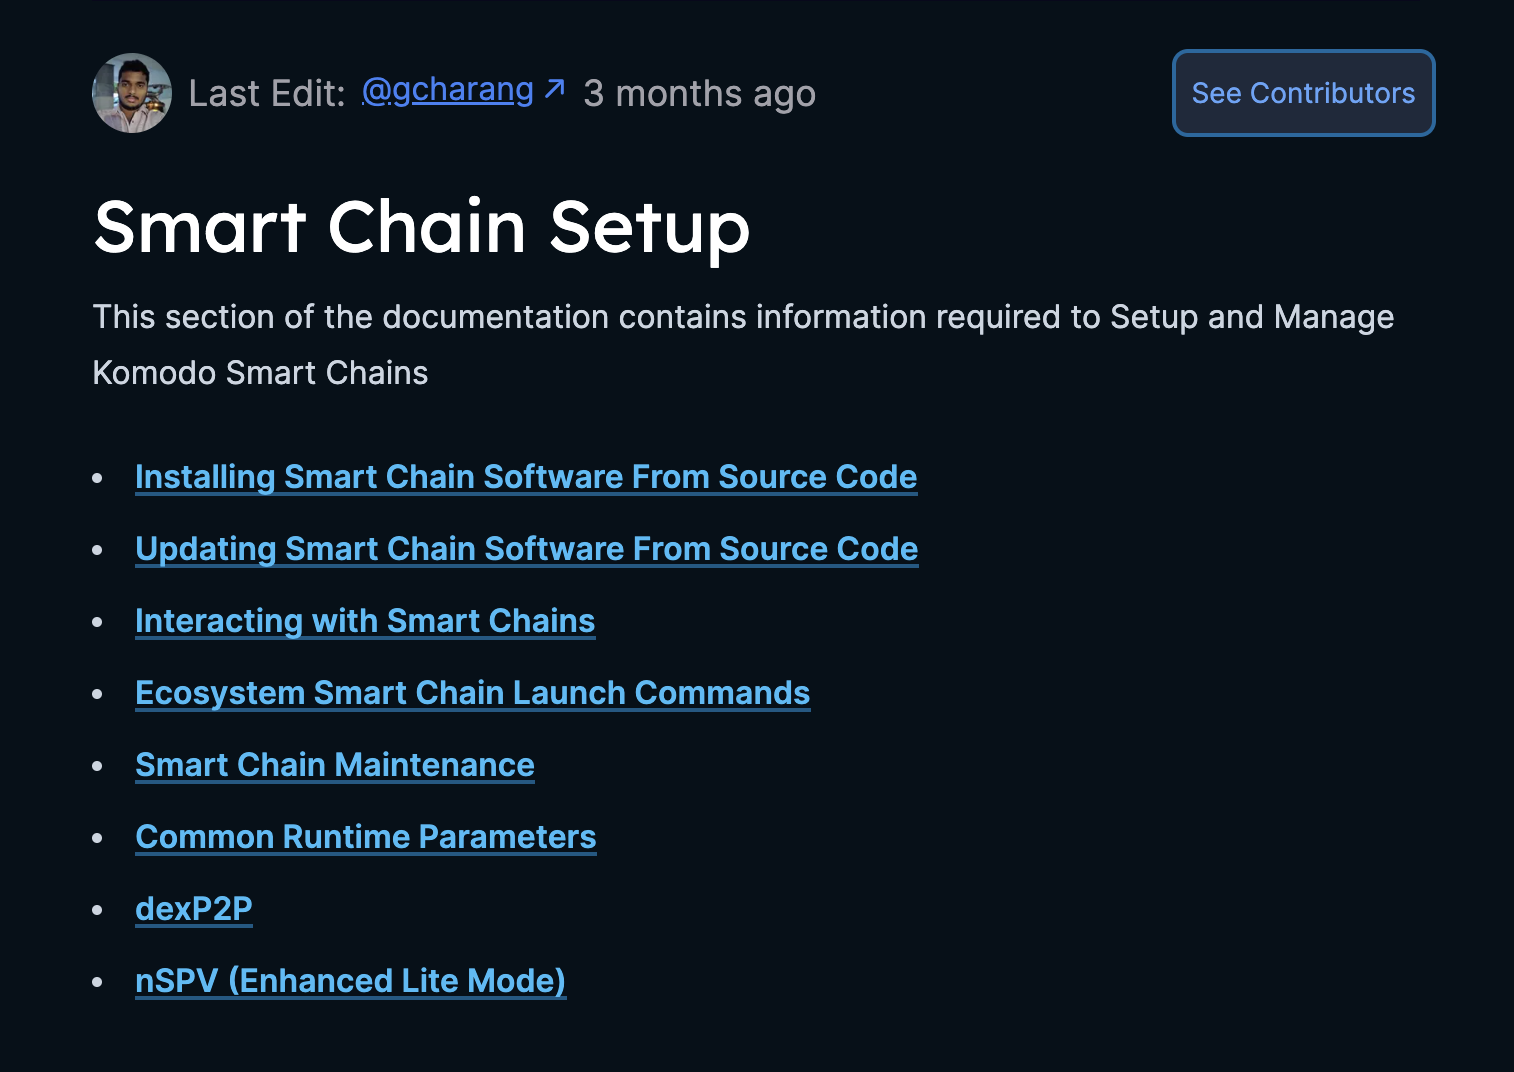 Last Edit: @gcharang ↗ 3 months ago
See Contributors
Smart Chain Setup
This section of the documentation contains information required to Setup and Manage
Komodo Smart Chains
• Installing Smart Chain Software From Source Code
• Updating Smart Chain Software From Source Code
• Interacting with Smart Chains
• Ecosystem Smart Chain Launch Commands
• Smart Chain Maintenance
• Common Runtime Parameters
• dexP2P
• nSPV (Enhanced Lite Mode)